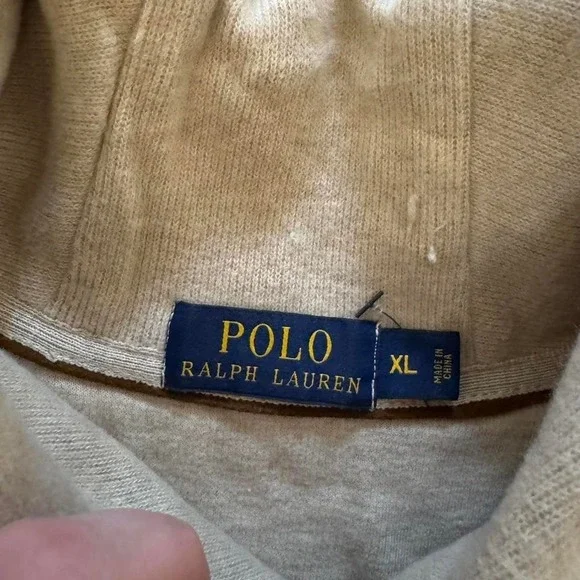 POLO
RALPH LAUREN
XL
MADE IN
CHINA